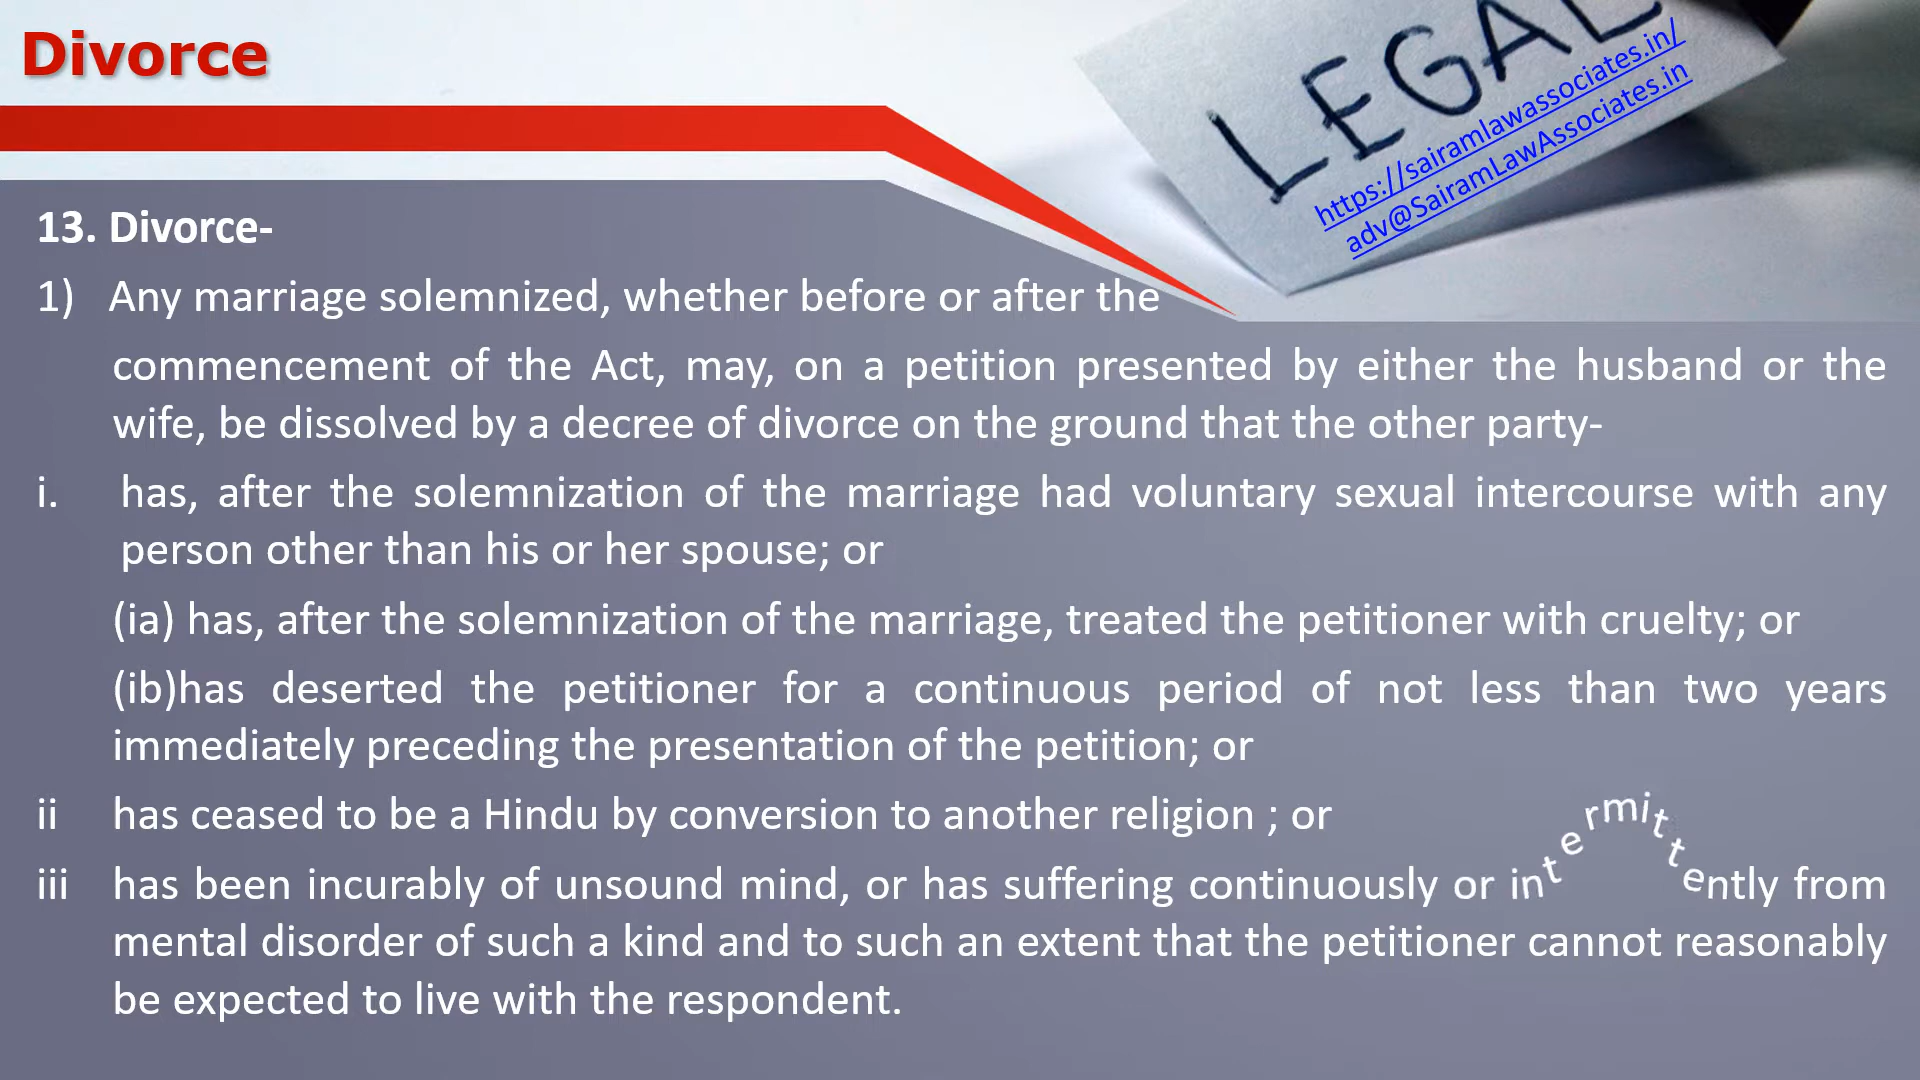 Divorce
LEGAL
https://sairamlawassociates.in/
adv@SairamLawAssociates.in
13. Divorce-
1) Any marriage solemnized, whether before or after the
commencement of the Act, may, on a petition presented by either the husband or the
wife, be dissolved by a decree of divorce on the ground that the other party-
i. has, after the solemnization of the marriage had voluntary sexual intercourse with any
person other than his or her spouse; or
(ia) has, after the solemnization of the marriage, treated the petitioner with cruelty; or
(ib)has deserted the petitioner for a continuous period of not less than two years
immediately preceding the presentation of the petition; or
ii has ceased to be a Hindu by conversion to another religion ; or
iii has been incurably of unsound mind, or has suffering continuously or intermittently from
mental disorder of such a kind and to such an extent that the petitioner cannot reasonably
be expected to live with the respondent.